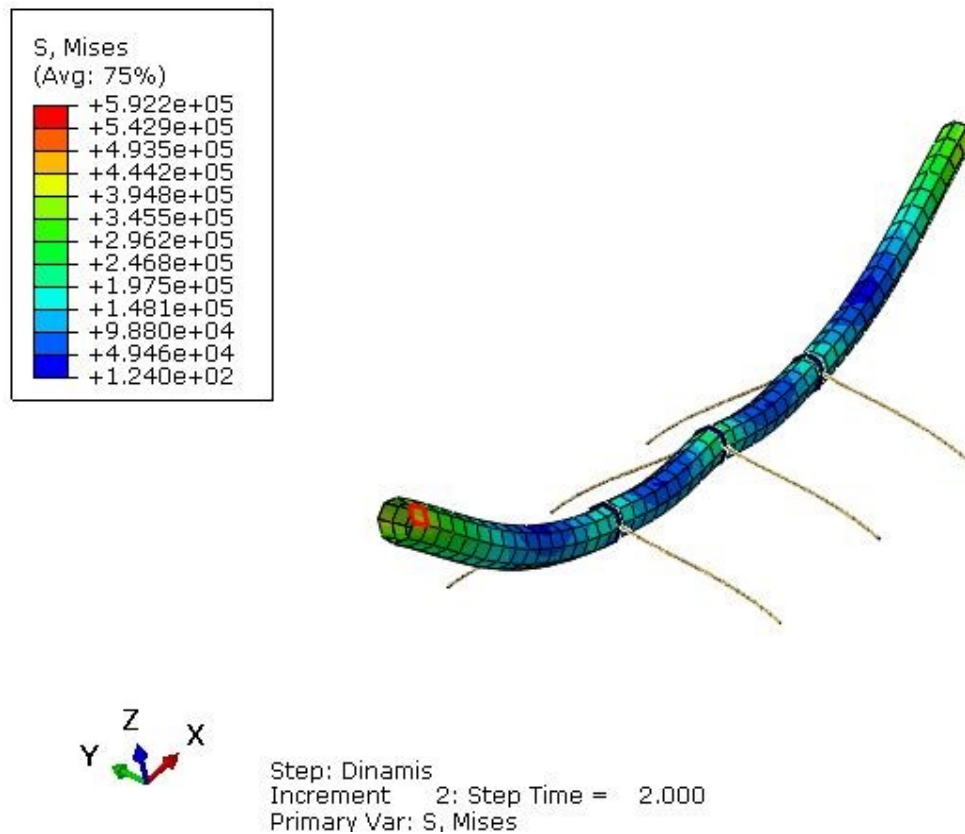 S, Mises
(Avg: 75%)
+5.922e+05
+5.429e+05
+4.935e+05
+4.442e+05
+3.948e+05
+3.455e+05
+2.962e+05
+2.468e+05
+1.975e+05
+1.481e+05
+9.880e+04
+4.946e+04
+1.240e+02
Z
Y X
Step: Dinamis
Increment 2: Step Time = 2.000
Primary Var: S, Mises